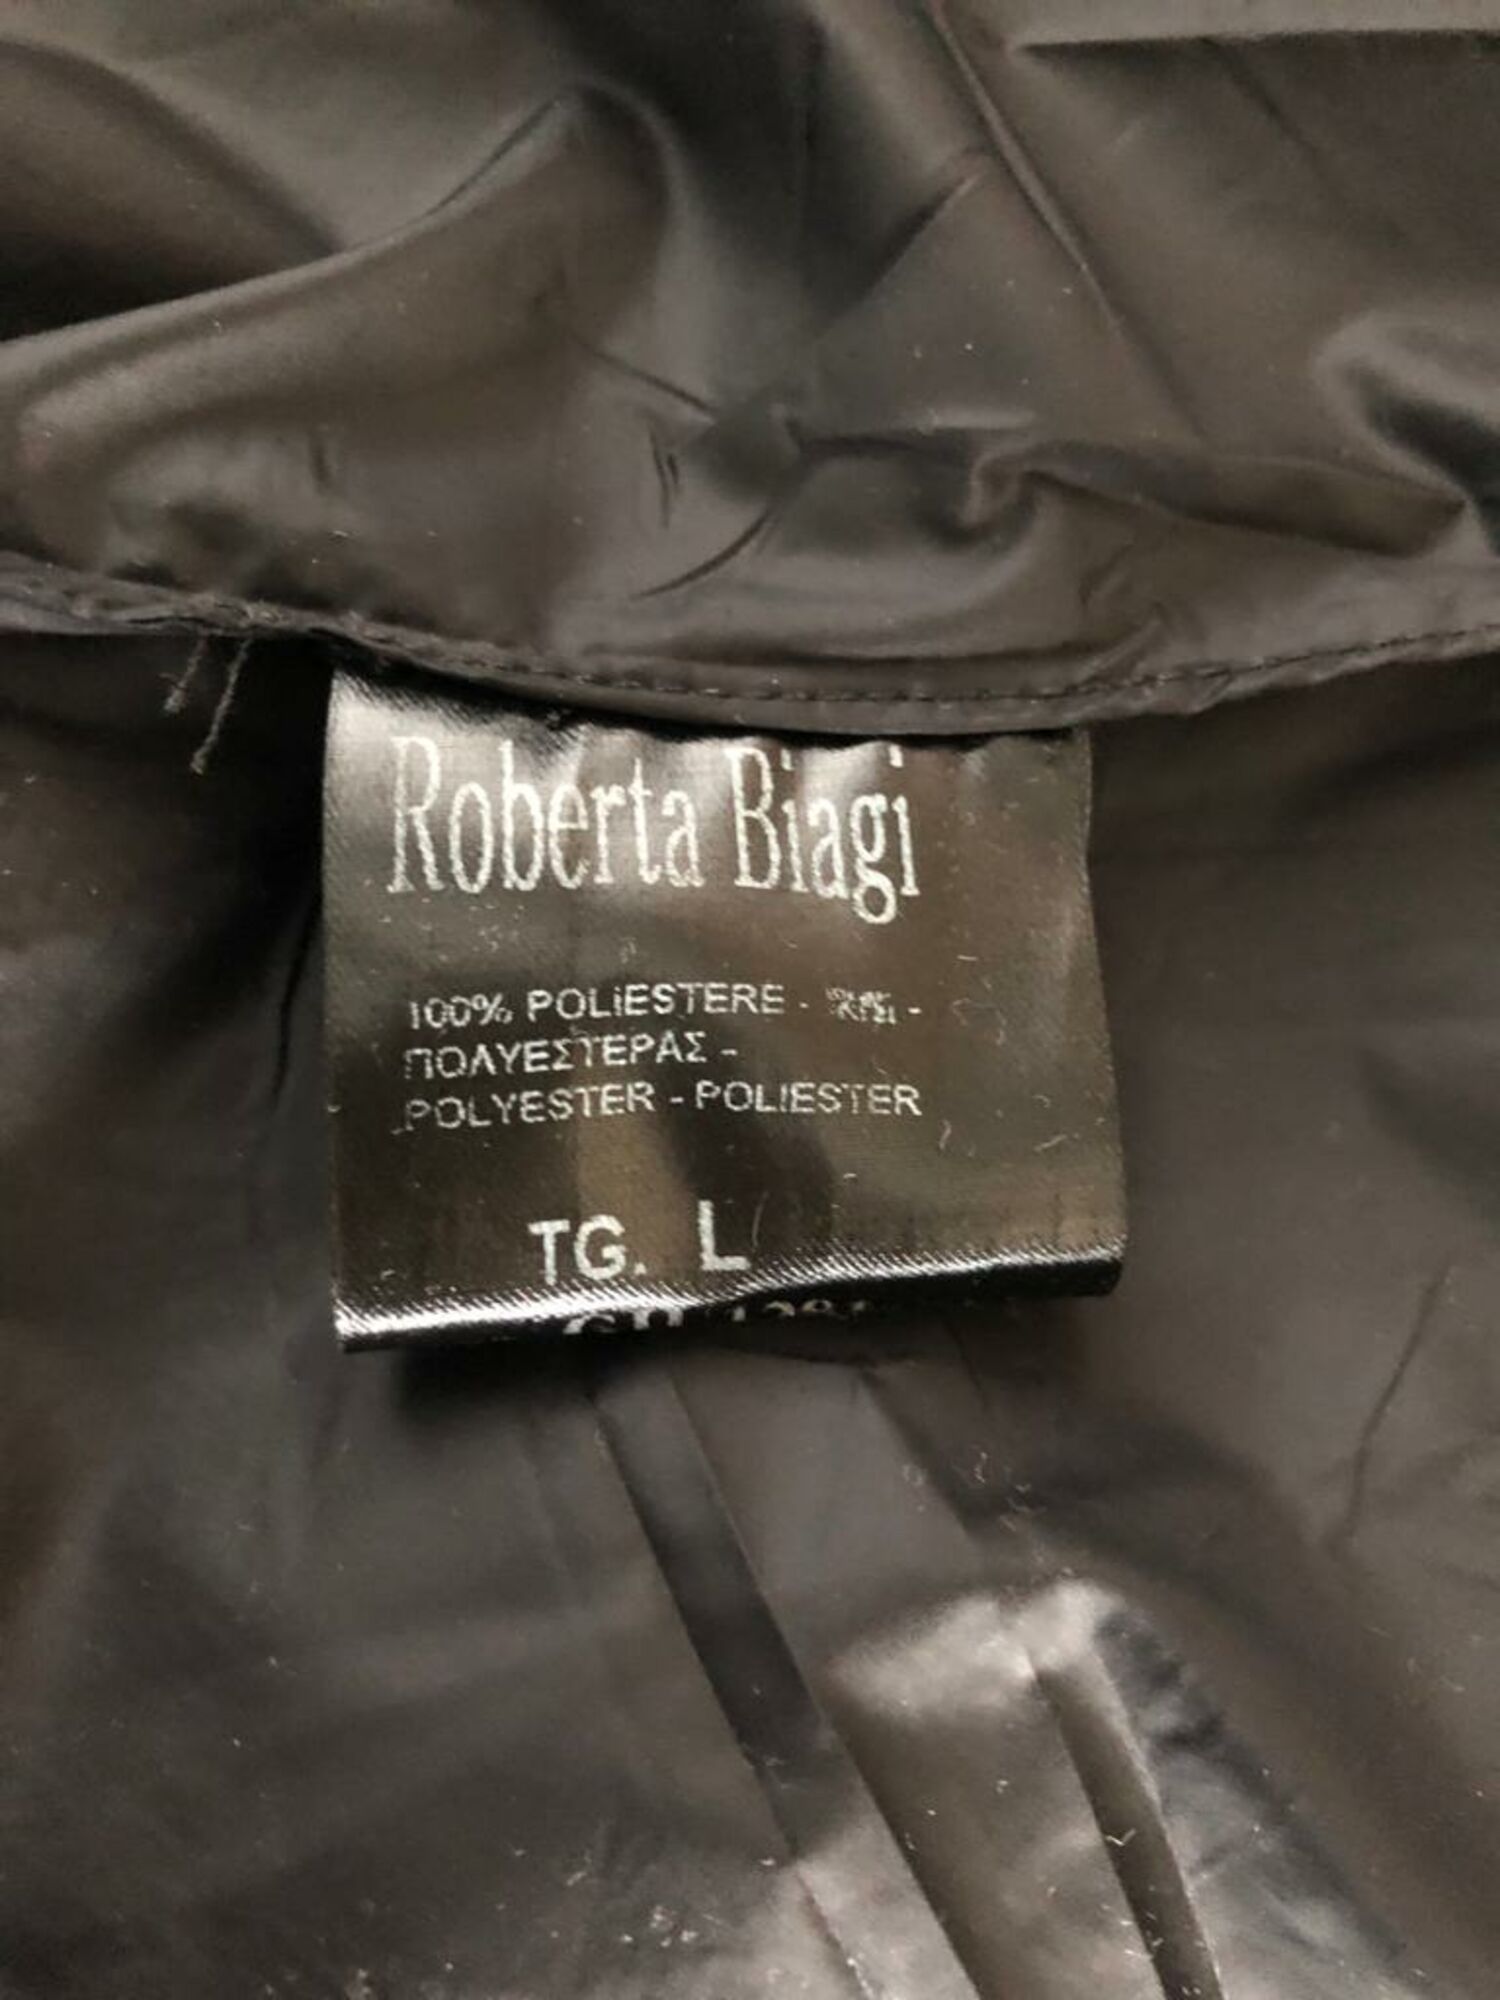 Roberta Biagi
100% POLIESTERE - -
ΠΟΛΥΕΣΤΕΡΑΣ -
POLYESTER - POLIESTER
TG. L